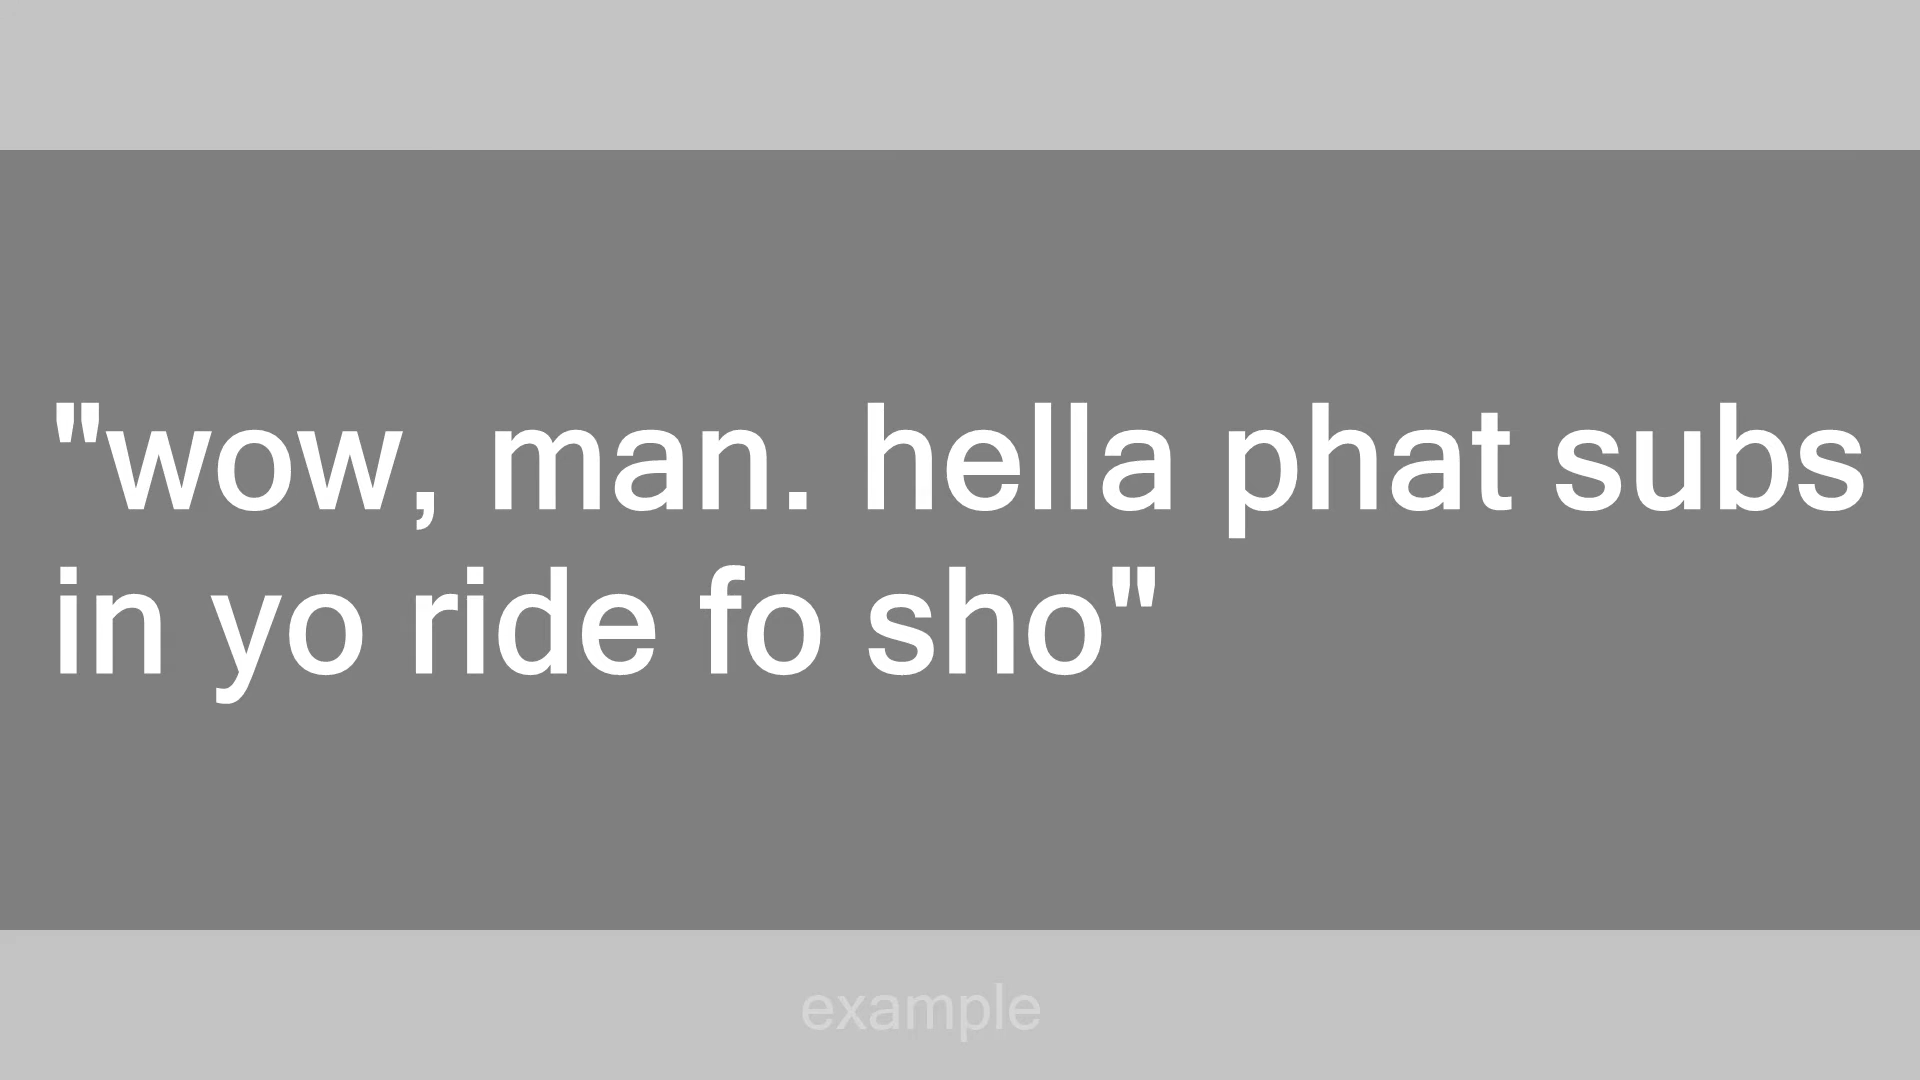 "wow, man. hella phat subs
in yo ride fo sho"
example